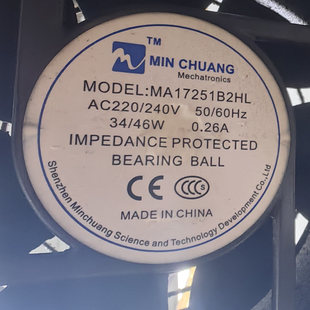 TM
MIN CHUANG
Mechatronics
MODEL:MA17251B2HL
AC220/240V 50/60Hz
34/46W 0.26A
IMPEDANCE PROTECTED
BEARING BALL
CE CCC S
MADE IN CHINA
Shenzhen Minchuang Science and Technology Development Co.,Ltd